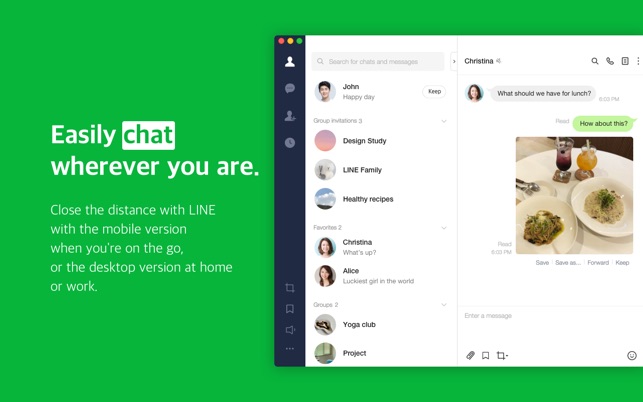 Easily chat
wherever you are.
Close the distance with LINE
with the mobile version
when you're on the go,
or the desktop version at home
or work.
Search for chats and messages
John
Happy day
Keep
Group invitations 3
Design Study
LINE Family
Healthy recipes
Favorites 2
Christina
What's up?
Alice
Luckiest girl in the world
Groups 2
Yoga club
Project
Christina
What should we have for lunch?
6:03 PM
Read
How about this?
Read
6:03 PM
Save Save as... Forward Keep
Enter a message